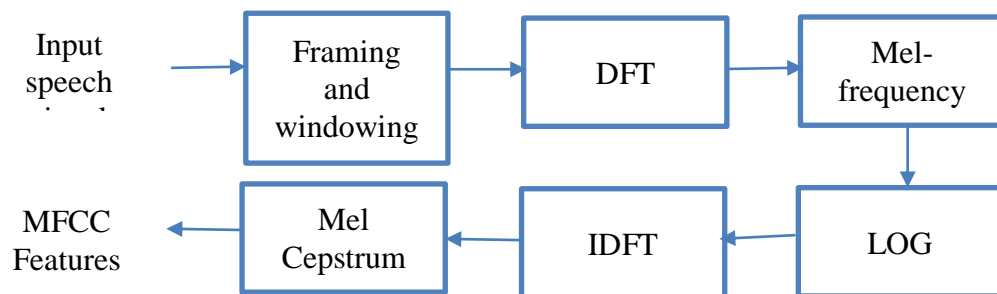 Input
speech
Framing
and
windowing
DFT
Mel-
frequency
MFCC
Features
Mel
Cepstrum
IDFT
LOG